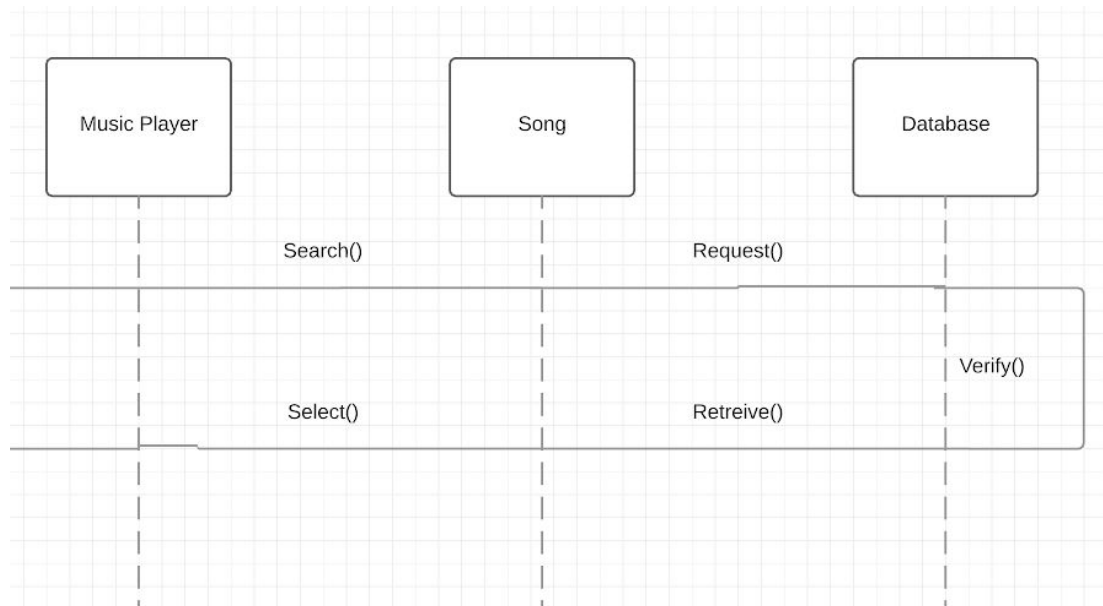 Music Player
Song
Database
Search()
Request()
Verify()
Select()
Retreive()